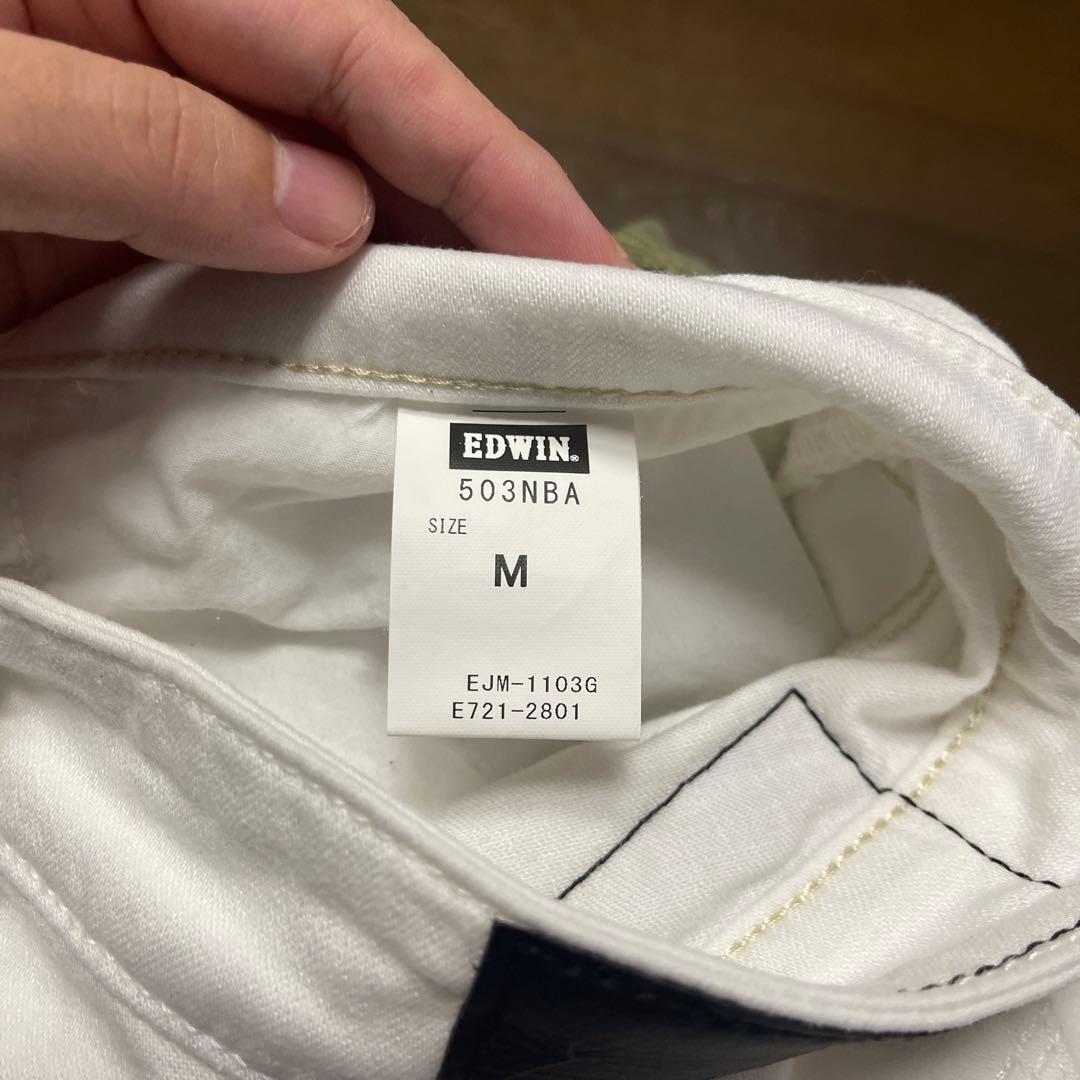 EDWIN®
503NBA
SIZE
M
EJM-1103G
E721-2801